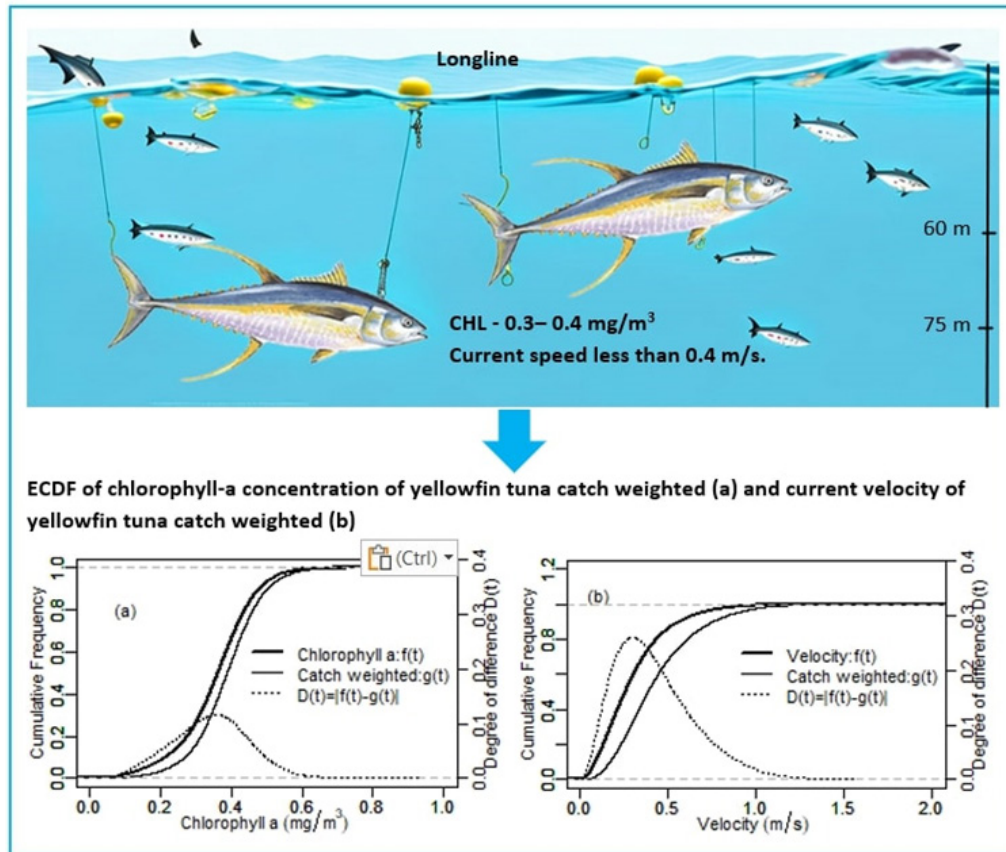 Longline
60 m
CHL - 0.3– 0.4 mg/m³
75 m
Current speed less than 0.4 m/s.
ECDF of chlorophyll-a concentration of yellowfin tuna catch weighted (a) and current velocity of
yellowfin tuna catch weighted (b)
(Ctrl)
(a)
Cumulative Frequency
0.0 0.2 0.4 0.6 0.8 1.0
Chlorophyll a:f(t)
Catch weighted:g(t)
D(t)=|f(t)-g(t)|
0.0 0.1 0.2 0.3 0.4
Degree of difference D(t)
0.0 0.2 0.4 0.6 0.8 1.0
Chlorophyll a (mg/m³)
(b)
Cumulative Frequency
0.0 0.4 0.8 1.2
Velocity:f(t)
Catch weighted:g(t)
D(t)=|f(t)-g(t)|
0.0 0.1 0.2 0.3 0.4
Degree of difference D(t)
0.0 0.5 1.0 1.5 2.0
Velocity (m/s)